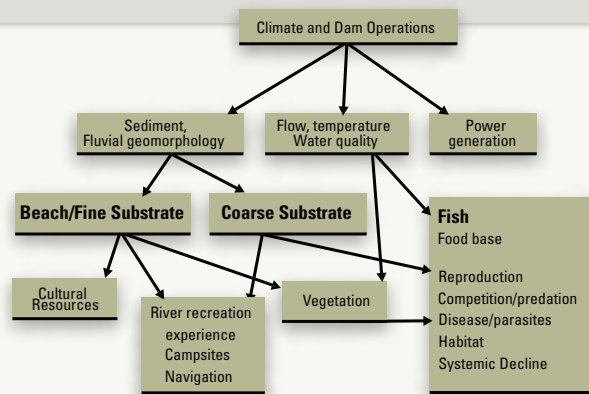 Climate and Dam Operations
Sediment,
Fluvial geomorphology
Flow, temperature
Water quality
Power
generation
Beach/Fine Substrate
Coarse Substrate
Fish
Food base
Reproduction
Competition/predation
Disease/parasites
Habitat
Systemic Decline
Cultural
Resources
River recreation
experience
Campsites
Navigation
Vegetation